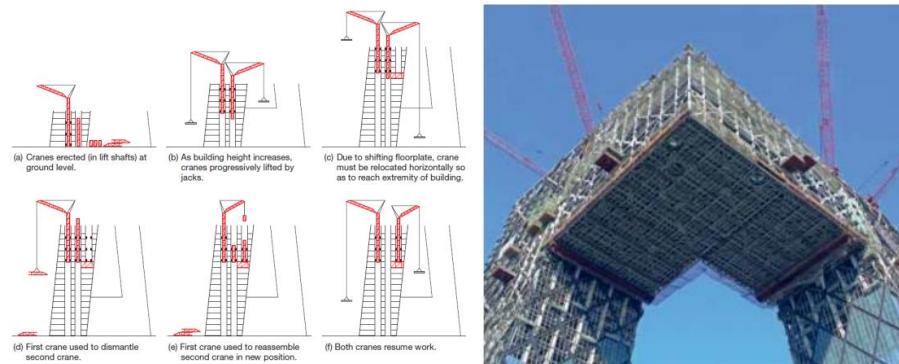 (a) Cranes erected (in lift shafts) at
ground level.
(b) As building height increases,
cranes progressively lifted by
jacks.
(c) Due to shifting floorplate, crane
must be relocated horizontally so
as to reach extremity of building.
(d) First crane used to dismantle
second crane.
(e) First crane used to reassemble
second crane in new position.
(f) Both cranes resume work.